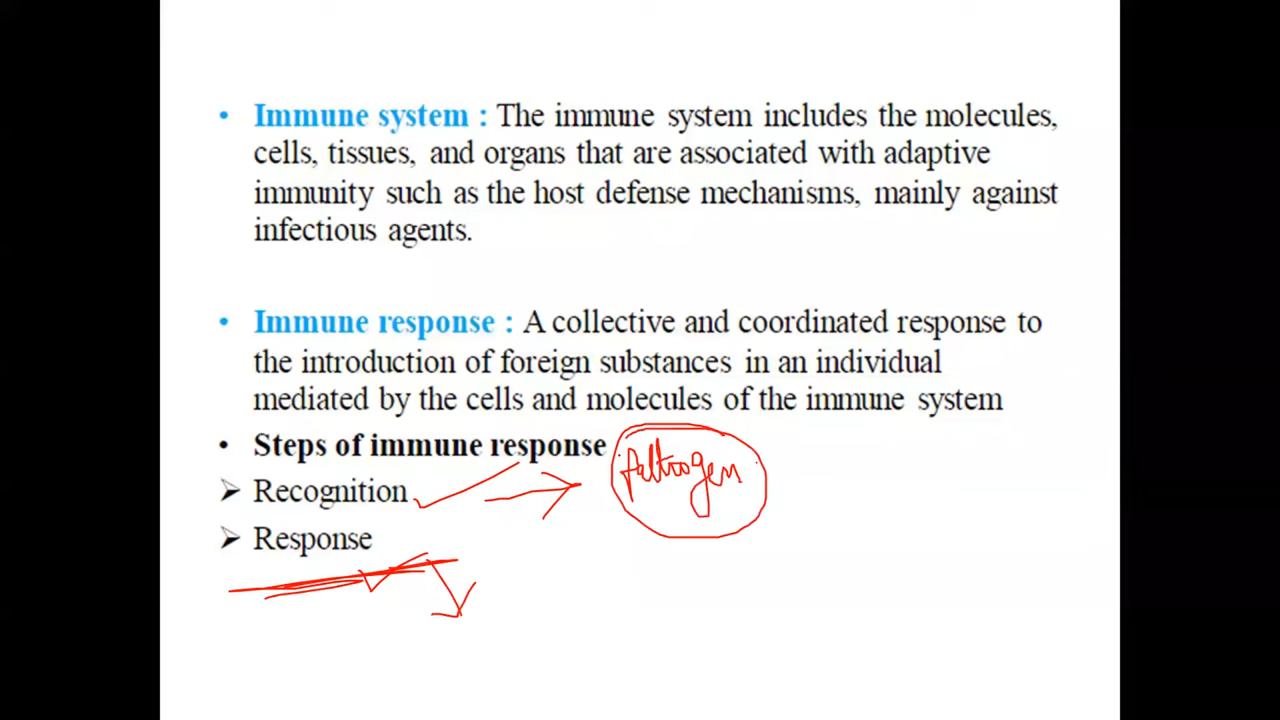 • Immune system : The immune system includes the molecules,
cells, tissues, and organs that are associated with adaptive
immunity such as the host defense mechanisms, mainly against
infectious agents.
• Immune response : A collective and coordinated response to
the introduction of foreign substances in an individual
mediated by the cells and molecules of the immune system
• Steps of immune response
➢ Recognition
pathogen
➢ Response